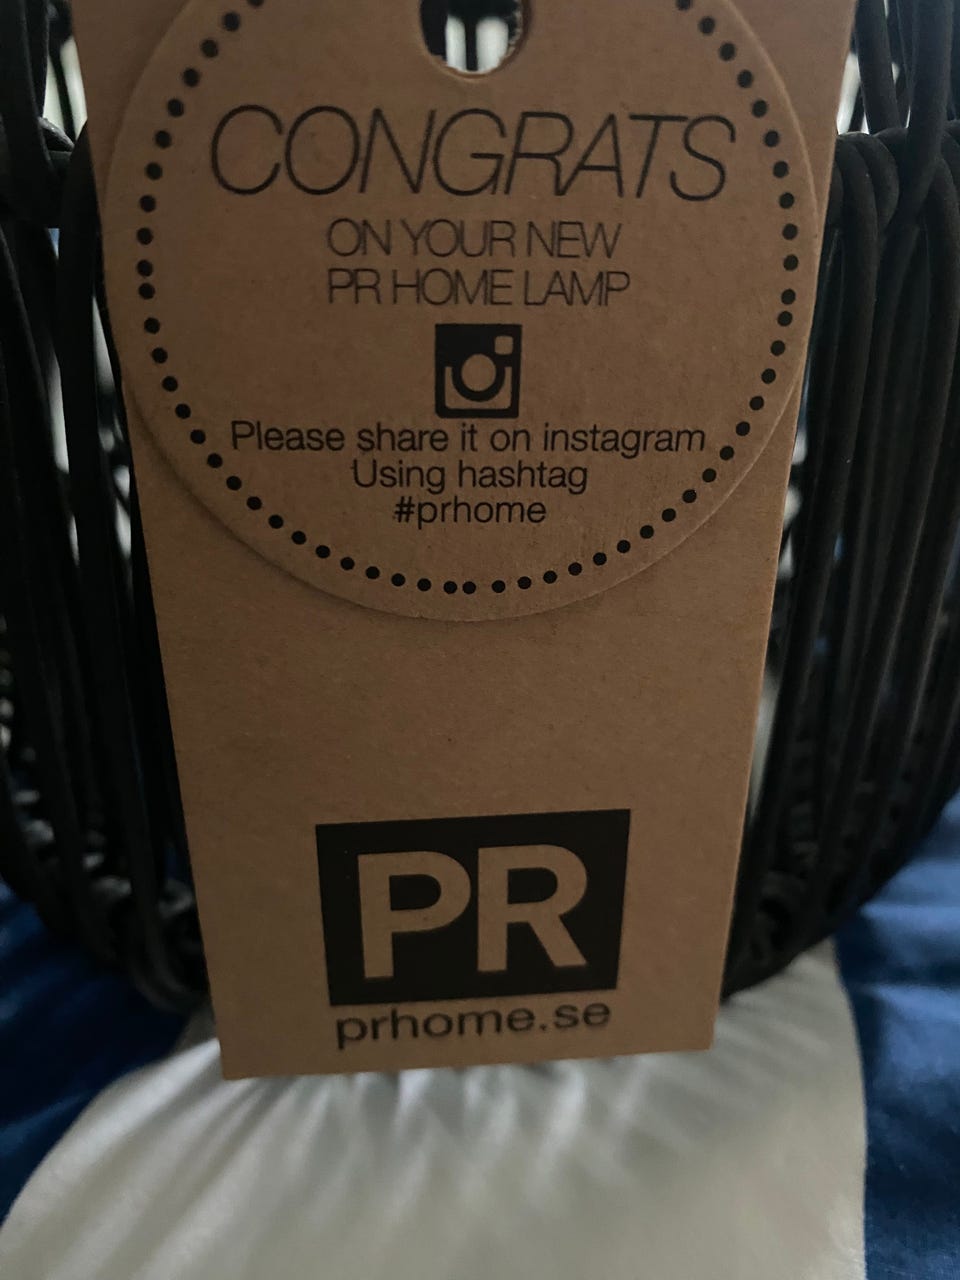 CONGRATS
ON YOUR NEW
PR HOME LAMP
Please share it on instagram
Using hashtag
#prhome
PR
prhome.se